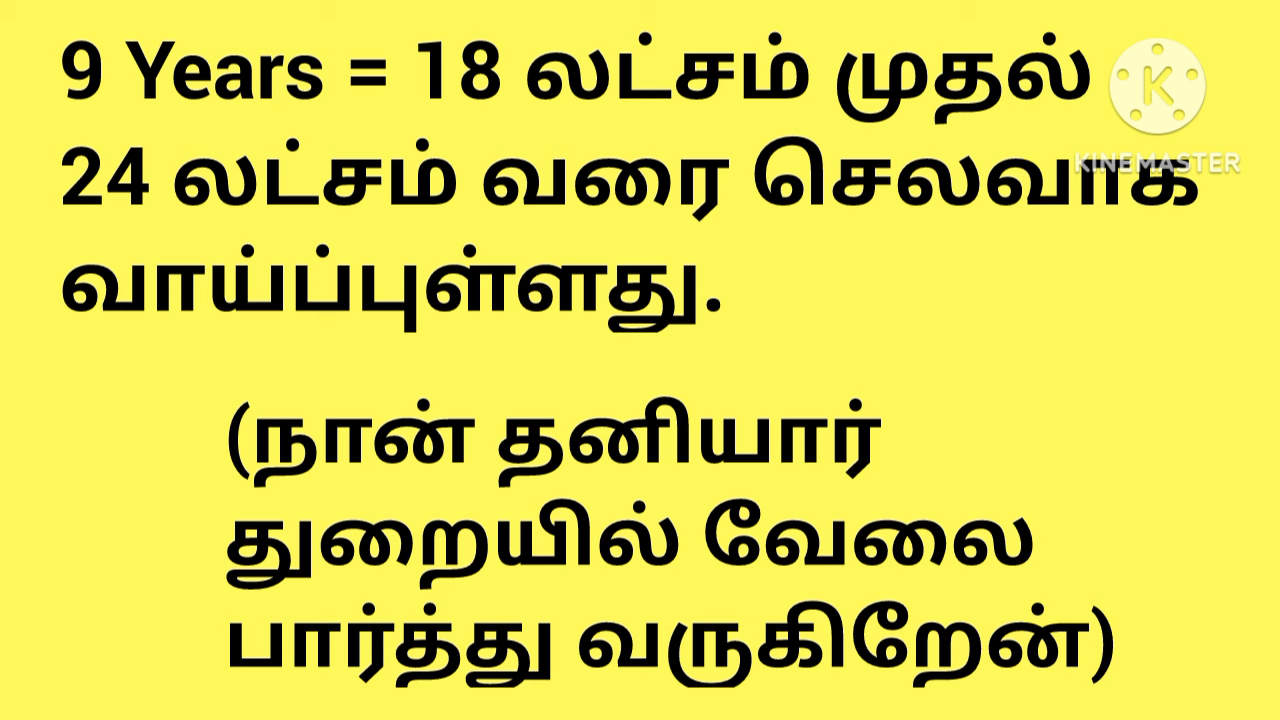 9 Years = 18 லட்சம் முதல்
24 லட்சம் வரை செலவாக
வாய்ப்புள்ளது.
(நான் தனியார்
துறையில் வேலை
பார்த்து வருகிறேன்)
K
KINEMASTER